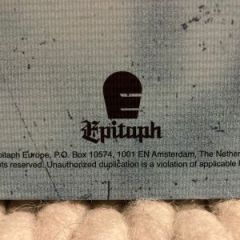 Epitaph
pitaph Europe, P.O. Box 10574, 1001 EN Amsterdam, The Nether
ts reserved. Unauthorized duplication is a violation of applicable